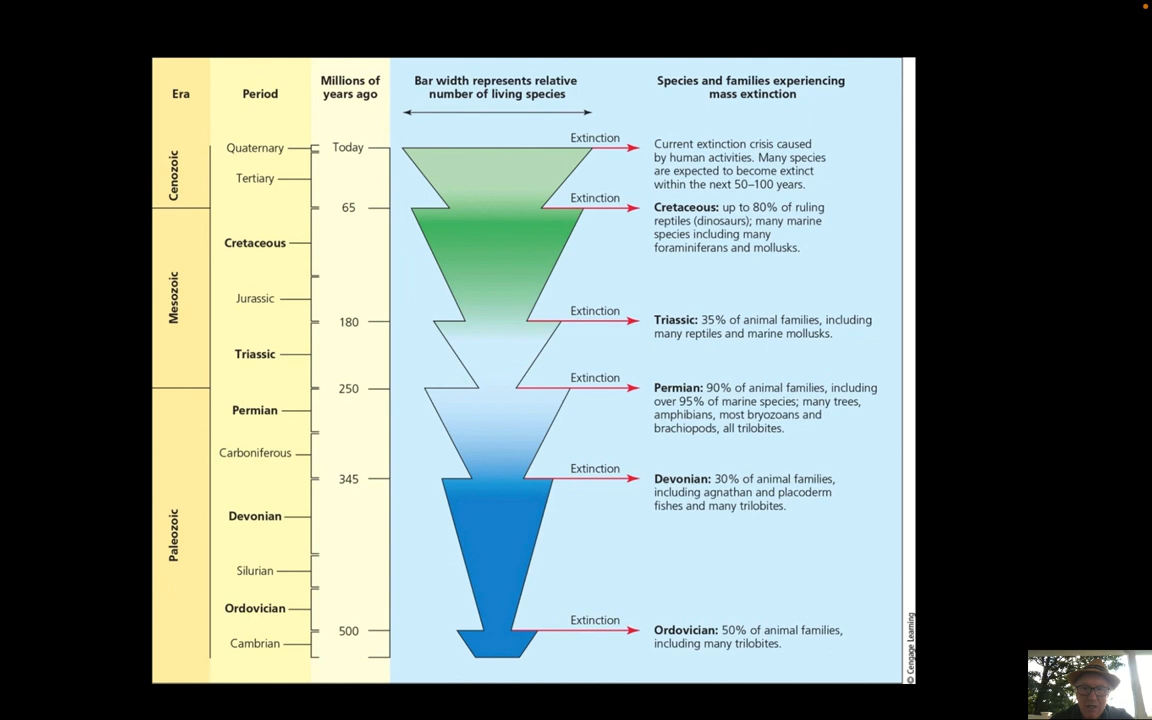 Era
Period
Millions of
years ago
Bar width represents relative
number of living species
Species and families experiencing
mass extinction
Cenozoic
Quaternary
Today
Extinction
Current extinction crisis caused
by human activities. Many species
are expected to become extinct
within the next 50–100 years.
Tertiary
65
Extinction
Cretaceous: up to 80% of ruling
reptiles (dinosaurs); many marine
species including many
foraminiferans and mollusks.
Mesozoic
Cretaceous
Jurassic
180
Extinction
Triassic: 35% of animal families, including
many reptiles and marine mollusks.
Triassic
250
Extinction
Permian: 90% of animal families, including
over 95% of marine species; many trees,
amphibians, most bryozoans and
brachiopods, all trilobites.
Paleozoic
Permian
Carboniferous
345
Extinction
Devonian: 30% of animal families,
including agnathan and placoderm
fishes and many trilobites.
Devonian
Silurian
Ordovician
500
Extinction
Ordovician: 50% of animal families,
including many trilobites.
Cambrian
© Cengage Learning